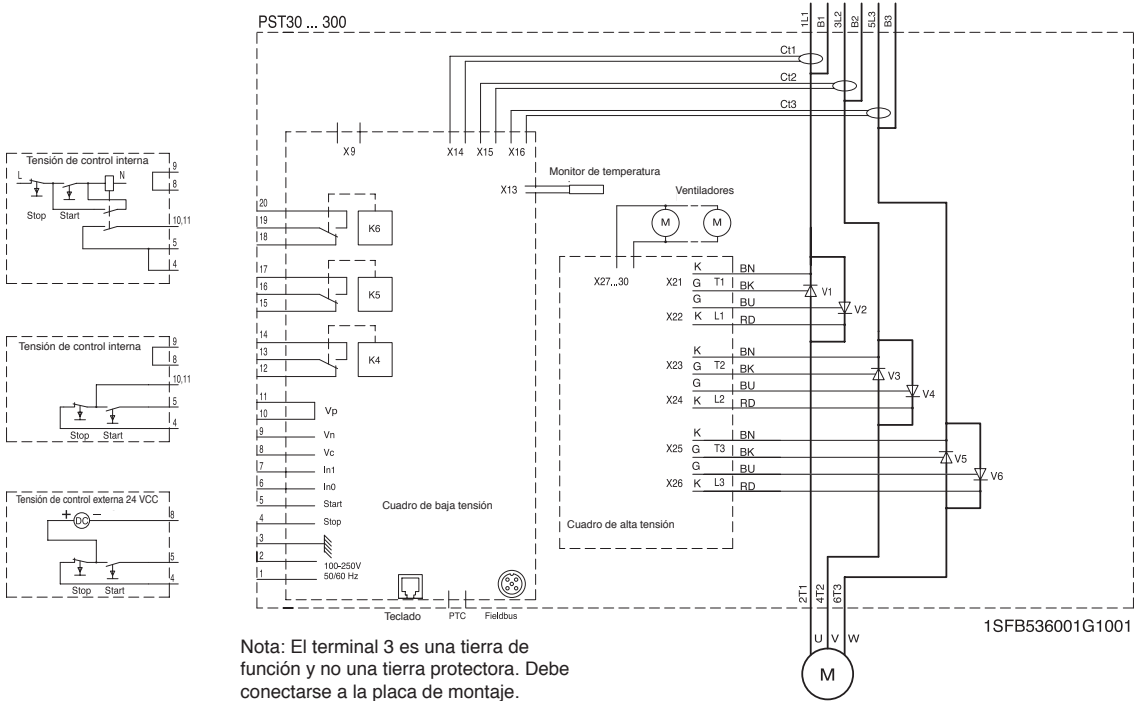 PST30 ... 300
1L1
B1
3L2
B2
5L3
B3
Ct1
Ct2
Ct3
X9
X14
X15
X16
X13
Monitor de temperatura
Ventiladores
M
M
Tensión de control interna
L
N
Stop
Start
9
8
10,11
5
4
Tensión de control interna
9
8
10,11
5
4
Stop
Start
Tensión de control externa 24 VCC
+
DC
–
8
5
4
Stop
Start
20
19
18
K6
17
16
15
K5
14
13
12
K4
11
10
Vp
9
Vn
8
Vc
7
In1
6
In0
5
Start
4
Stop
3
2
1
100-250V
50/60 Hz
Cuadro de baja tensión
Teclado
PTC
Fieldbus
X27...30
K
BN
X21
G
T1
BK
G
BU
X22
K
L1
RD
V1
V2
K
BN
X23
G
T2
BK
G
BU
X24
K
L2
RD
V3
V4
K
BN
X25
G
T3
BK
G
BU
X26
K
L3
RD
V5
V6
Cuadro de alta tensión
2T1
4T2
6T3
U
V
W
M
1SFB536001G1001
Nota: El terminal 3 es una tierra de
función y no una tierra protectora. Debe
conectarse a la placa de montaje.